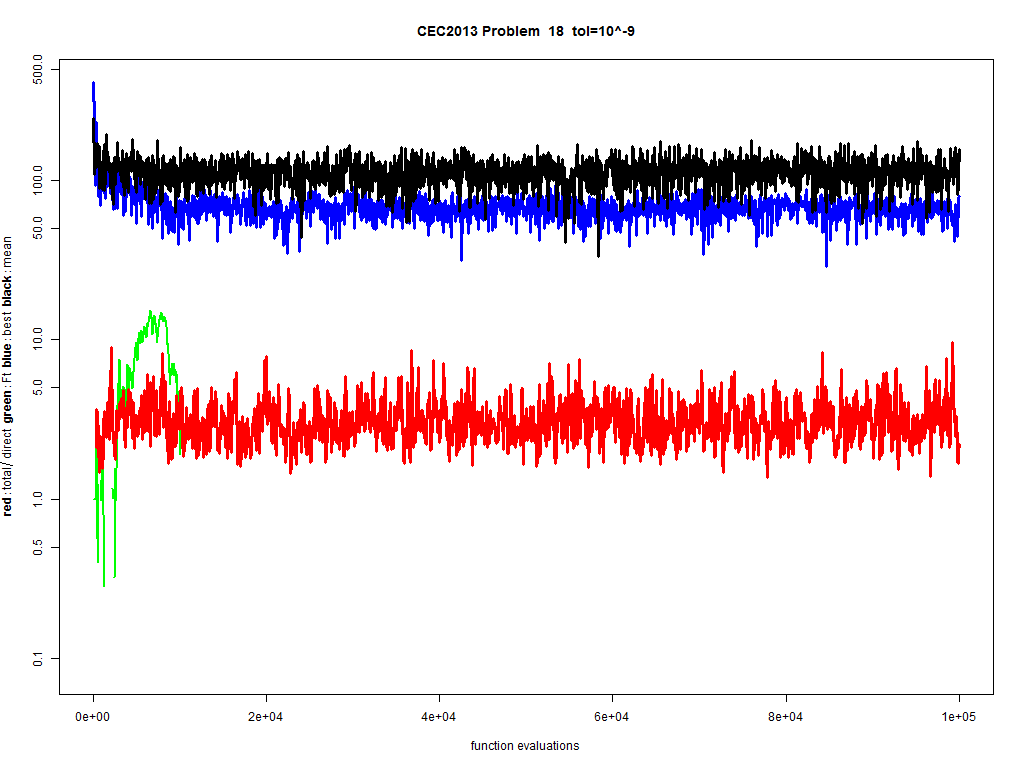 CEC2013 Problem 18 tol=10^-9
red : total/ direct green : Ft blue : best black : mean
500.0
100.0
50.0
10.0
5.0
1.0
0.5
0.1
0e+00 2e+04 4e+04 6e+04 8e+04 1e+05
function evaluations